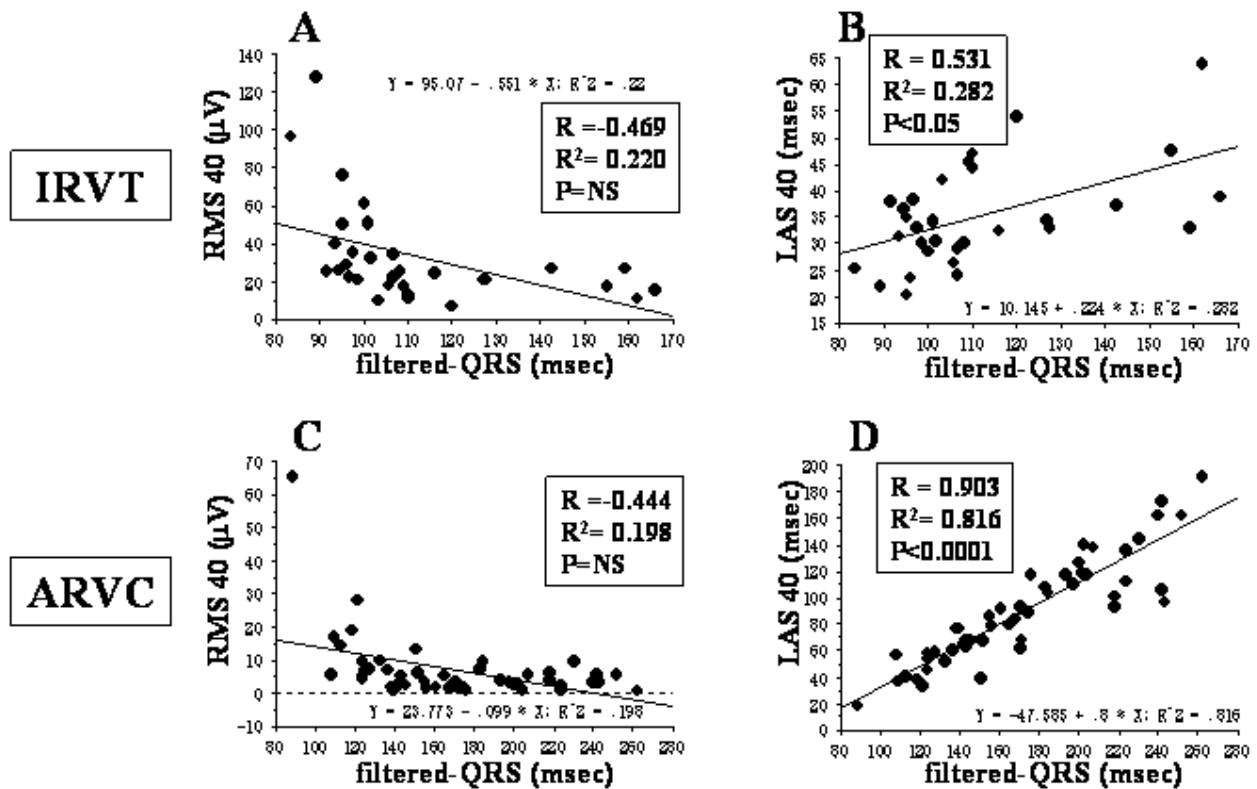 A
RMS 40 (μV)
140
120
100
80
60
40
20
0
Y = 95.07 - .551 * X; R^2 = .22
R =-0.469
R²= 0.220
P=NS
80 90 100 110 120 130 140 150 160 170
filtered-QRS (msec)
B
LAS 40 (msec)
65
60
55
50
45
40
35
30
25
20
15
R = 0.531
R²= 0.282
P<0.05
Y = 10.145 + .224 * X; R^2 = .282
80 90 100 110 120 130 140 150 160 170
filtered-QRS (msec)
IRVT
C
RMS 40 (μV)
70
60
50
40
30
20
10
0
-10
R =-0.444
R²= 0.198
P=NS
Y = 23.773 - .099 * X; R^2 = .198
80 100 120 140 160 180 200 220 240 260 280
filtered-QRS (msec)
D
LAS 40 (msec)
200
180
160
140
120
100
80
60
40
20
0
R = 0.903
R²= 0.816
P<0.0001
Y = -47.585 + .8 * X; R^2 = .816
80 100 120 140 160 180 200 220 240 260 280
filtered-QRS (msec)
ARVC